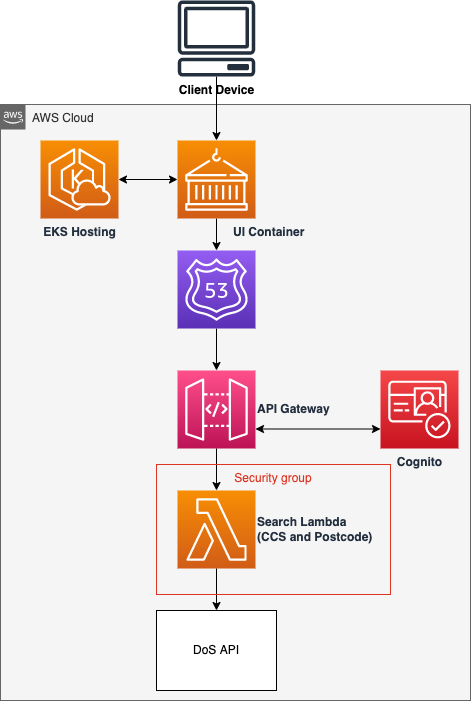 Client Device
aws
AWS Cloud
K
EKS Hosting
UI Container
53
</>
API Gateway
Cognito
Security group
Search Lambda
(CCS and Postcode)
DoS API